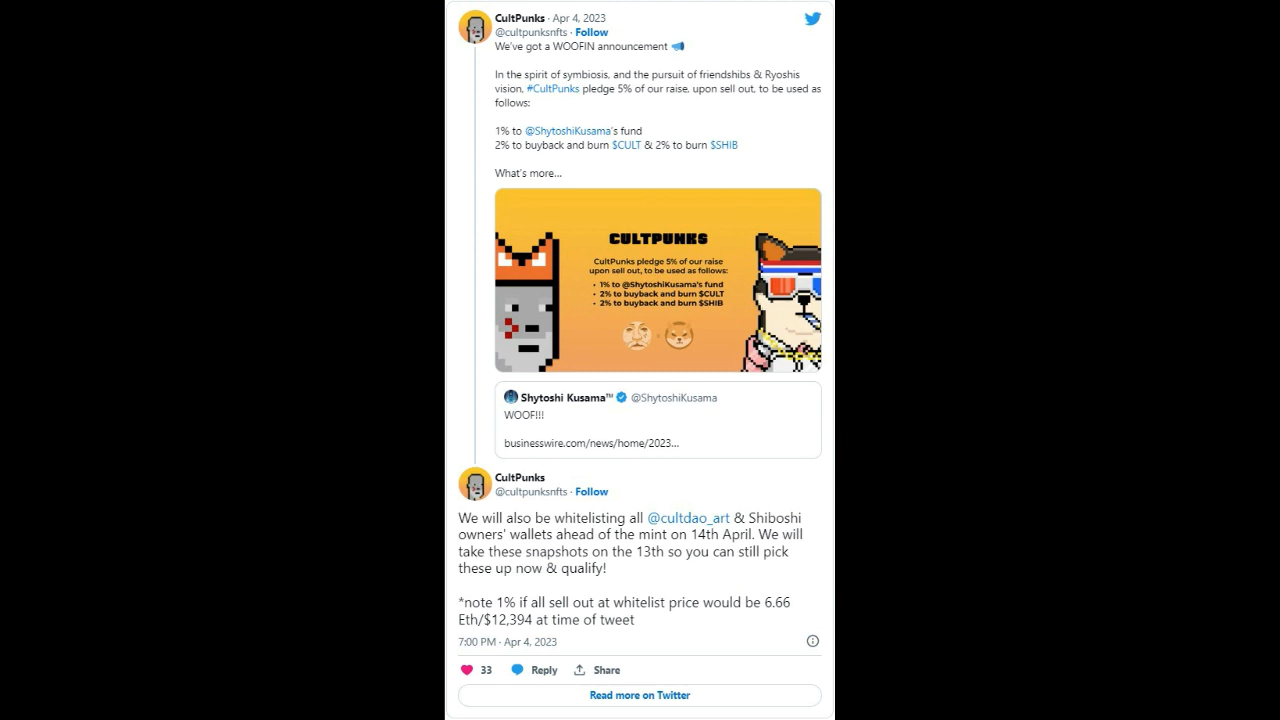 CultPunks · Apr 4, 2023
@cultpunksnfts · Follow
We've got a WOOFIN announcement 📣
In the spirit of symbiosis, and the pursuit of friendshibs & Ryoshis
vision, #CultPunks pledge 5% of our raise, upon sell out, to be used as
follows:
1% to @ShytoshiKusama's fund
2% to buyback and burn $CULT & 2% to burn $SHIB
What's more...
CULTPUNKS
CultPunks pledge 5% of our raise
upon sell out, to be used as follows:
• 1% to @ShytoshiKusama's fund
• 2% to buyback and burn $CULT
• 2% to buyback and burn $SHIB
Shytoshi Kusama™ @ShytoshiKusama
WOOF!!!
businesswire.com/news/home/2023...
CultPunks
@cultpunksnfts · Follow
We will also be whitelisting all @cultdao_art & Shiboshi
owners' wallets ahead of the mint on 14th April. We will
take these snapshots on the 13th so you can still pick
these up now & qualify!
*note 1% if all sell out at whitelist price would be 6.66
Eth/$12,394 at time of tweet
7:00 PM · Apr 4, 2023
33 Reply Share
Read more on Twitter